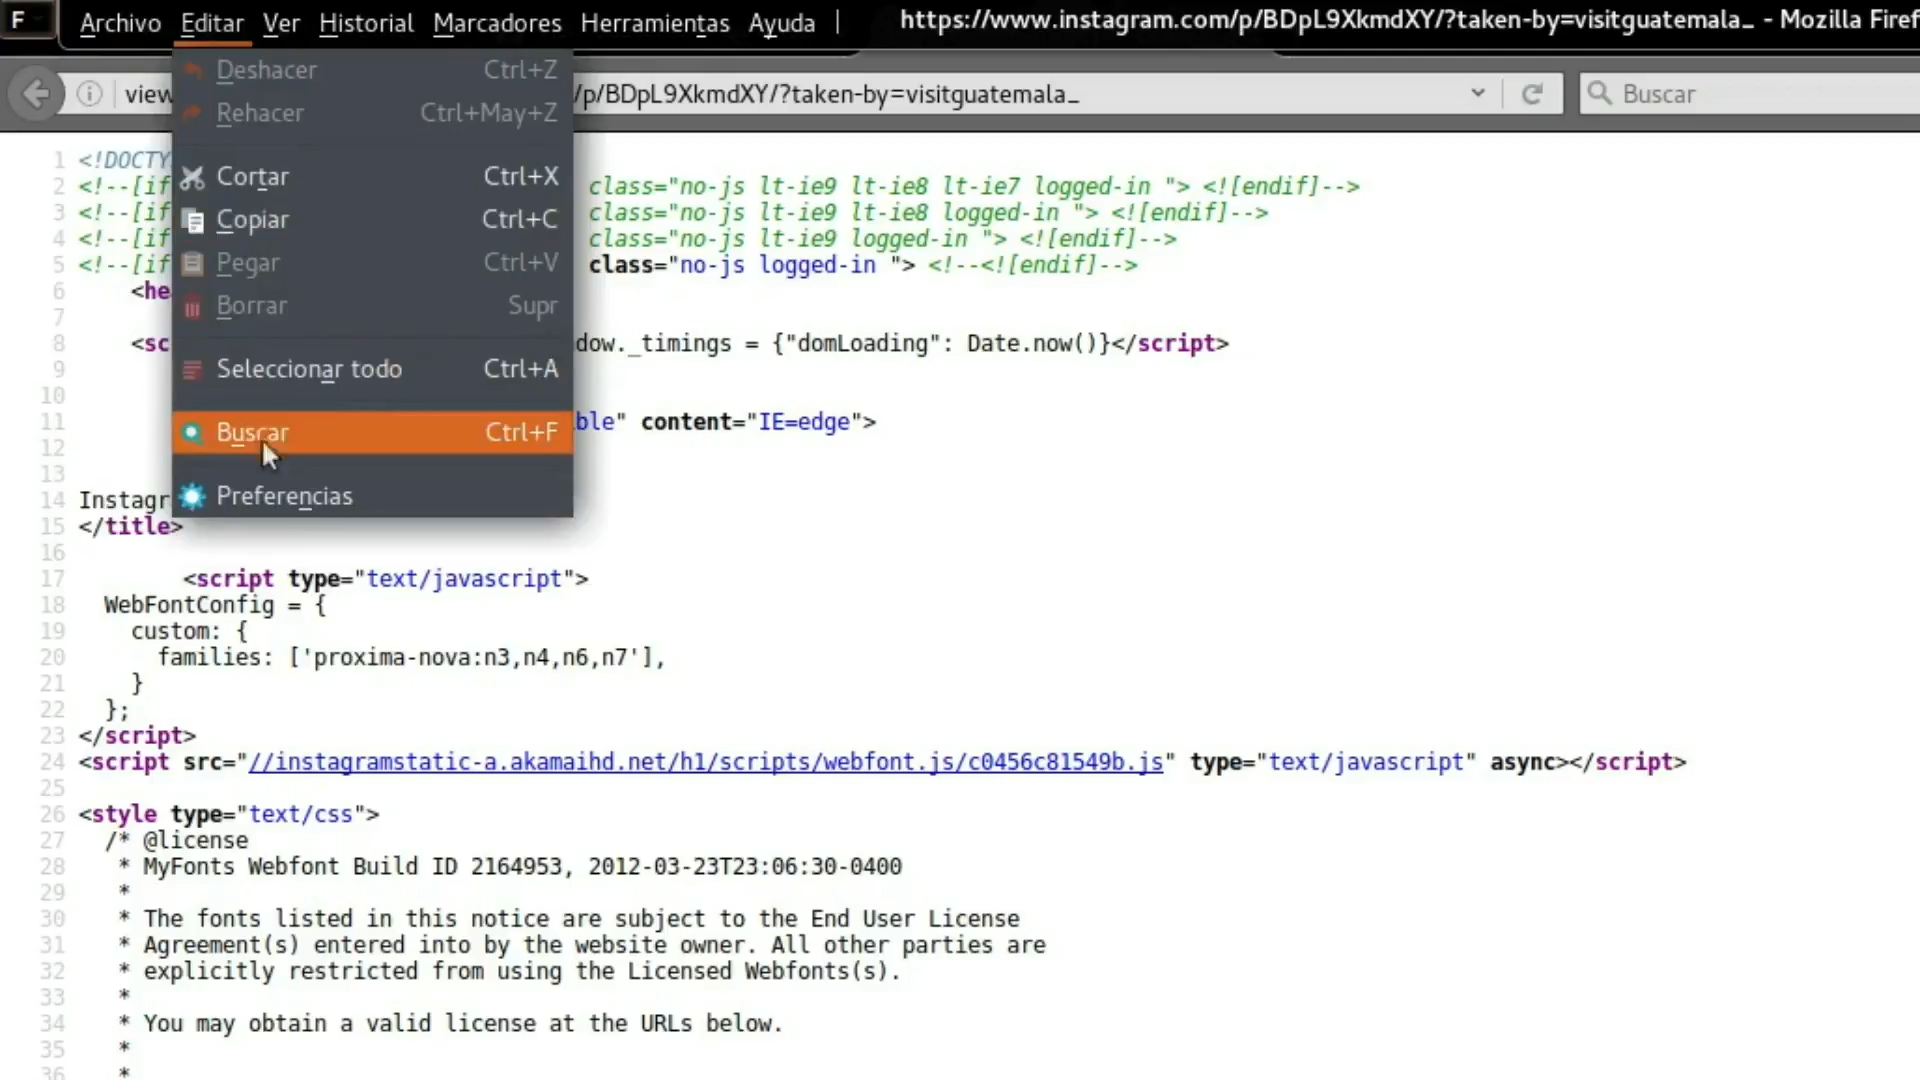 F
Archivo Editar Ver Historial Marcadores Herramientas Ayuda |
https://www.instagram.com/p/BDpL9XkmdXY/?taken-by=visitguatemala_ - Mozilla Firef
view
/p/BDpL9XkmdXY/?taken-by=visitguatemala_
Buscar
Deshacer Ctrl+Z
Rehacer Ctrl+May+Z
Cortar Ctrl+X
Copiar Ctrl+C
Pegar Ctrl+V
Borrar Supr
Seleccionar todo Ctrl+A
Buscar Ctrl+F
Preferencias
1 <!DOCTY
2 <!--[if class="no-js lt-ie9 lt-ie8 lt-ie7 logged-in "> <![endif]-->
3 <!--[if class="no-js lt-ie9 lt-ie8 logged-in "> <![endif]-->
4 <!--[if class="no-js lt-ie9 logged-in "> <![endif]-->
5 <!--[if class="no-js logged-in "> <!--<![endif]-->
6 <he
7
8 <sc dow._timings = {"domLoading": Date.now()}</script>
9
10
11 ble" content="IE=edge">
12
13
14 Instagr
15 </title>
16
17 <script type="text/javascript">
18 WebFontConfig = {
19 custom: {
20 families: ['proxima-nova:n3,n4,n6,n7'],
21 }
22 };
23 </script>
24 <script src="//instagramstatic-a.akamaihd.net/h1/scripts/webfont.js/c0456c81549b.js" type="text/javascript" async></script>
25
26 <style type="text/css">
27 /* @license
28 * MyFonts Webfont Build ID 2164953, 2012-03-23T23:06:30-0400
29 *
30 * The fonts listed in this notice are subject to the End User License
31 * Agreement(s) entered into by the website owner. All other parties are
32 * explicitly restricted from using the Licensed Webfonts(s).
33 *
34 * You may obtain a valid license at the URLs below.
35 *
36 *